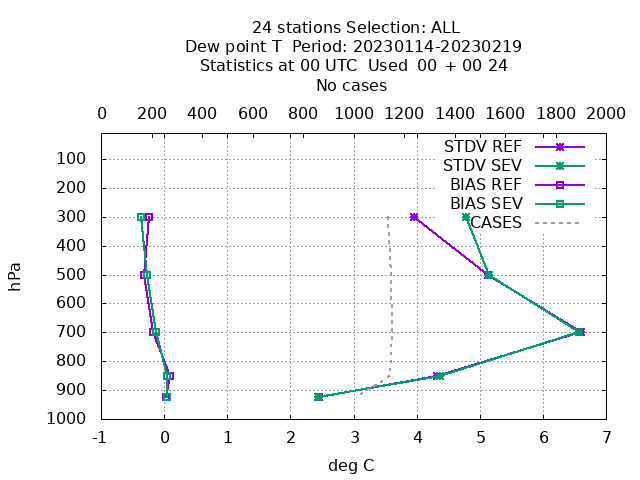 24 stations Selection: ALL
Dew point T  Period: 20230114-20230219
Statistics at 00 UTC  Used  00 + 00 24
No cases
0 200 400 600 800 1000 1200 1400 1600 1800 2000
STDV REF
STDV SEV
BIAS REF
BIAS SEV
CASES
100
200
300
400
500
600
700
800
900
1000
hPa
-1 0 1 2 3 4 5 6 7
deg C